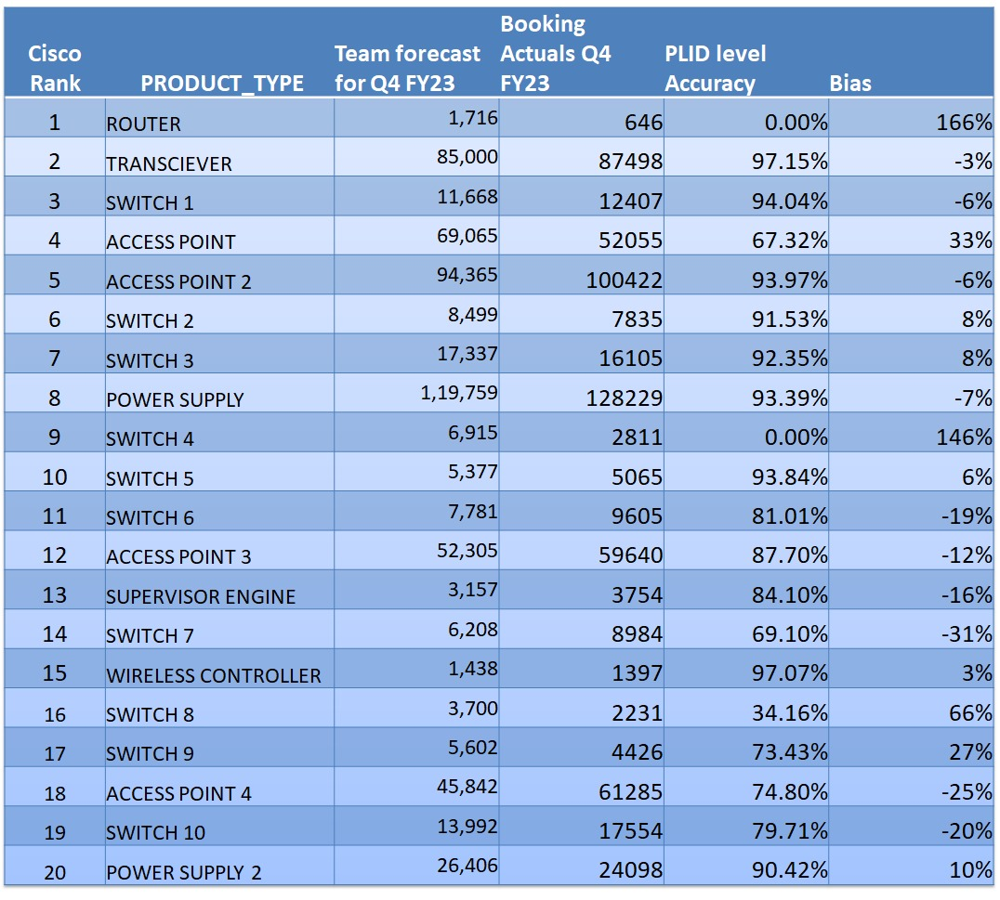 Cisco Rank PRODUCT_TYPE Team forecast for Q4 FY23 Booking Actuals Q4 FY23 PLID level Accuracy Bias
1 ROUTER 1,716 646 0.00% 166%
2 TRANSCIEVER 85,000 87498 97.15% -3%
3 SWITCH 1 11,668 12407 94.04% -6%
4 ACCESS POINT 69,065 52055 67.32% 33%
5 ACCESS POINT 2 94,365 100422 93.97% -6%
6 SWITCH 2 8,499 7835 91.53% 8%
7 SWITCH 3 17,337 16105 92.35% 8%
8 POWER SUPPLY 1,19,759 128229 93.39% -7%
9 SWITCH 4 6,915 2811 0.00% 146%
10 SWITCH 5 5,377 5065 93.84% 6%
11 SWITCH 6 7,781 9605 81.01% -19%
12 ACCESS POINT 3 52,305 59640 87.70% -12%
13 SUPERVISOR ENGINE 3,157 3754 84.10% -16%
14 SWITCH 7 6,208 8984 69.10% -31%
15 WIRELESS CONTROLLER 1,438 1397 97.07% 3%
16 SWITCH 8 3,700 2231 34.16% 66%
17 SWITCH 9 5,602 4426 73.43% 27%
18 ACCESS POINT 4 45,842 61285 74.80% -25%
19 SWITCH 10 13,992 17554 79.71% -20%
20 POWER SUPPLY 2 26,406 24098 90.42% 10%